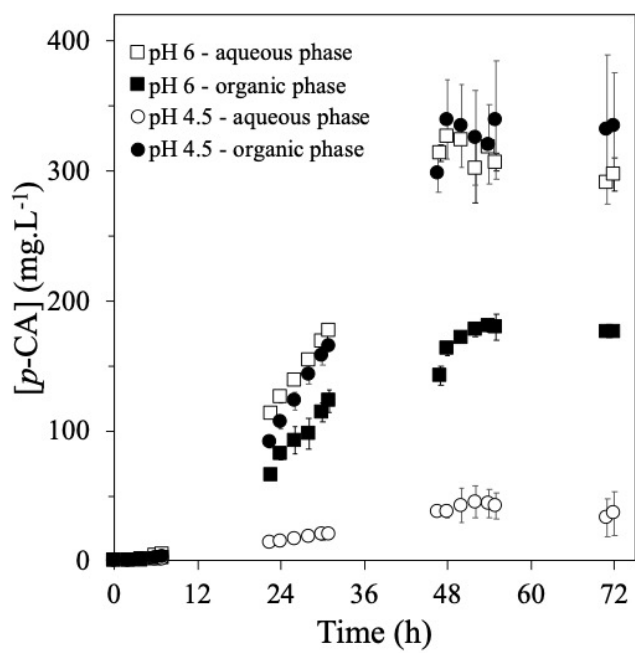 400
300
200
100
0
[p-CA] (mg.L-1)
pH 6 - aqueous phase
pH 6 - organic phase
pH 4.5 - aqueous phase
pH 4.5 - organic phase
0 12 24 36 48 60 72
Time (h)